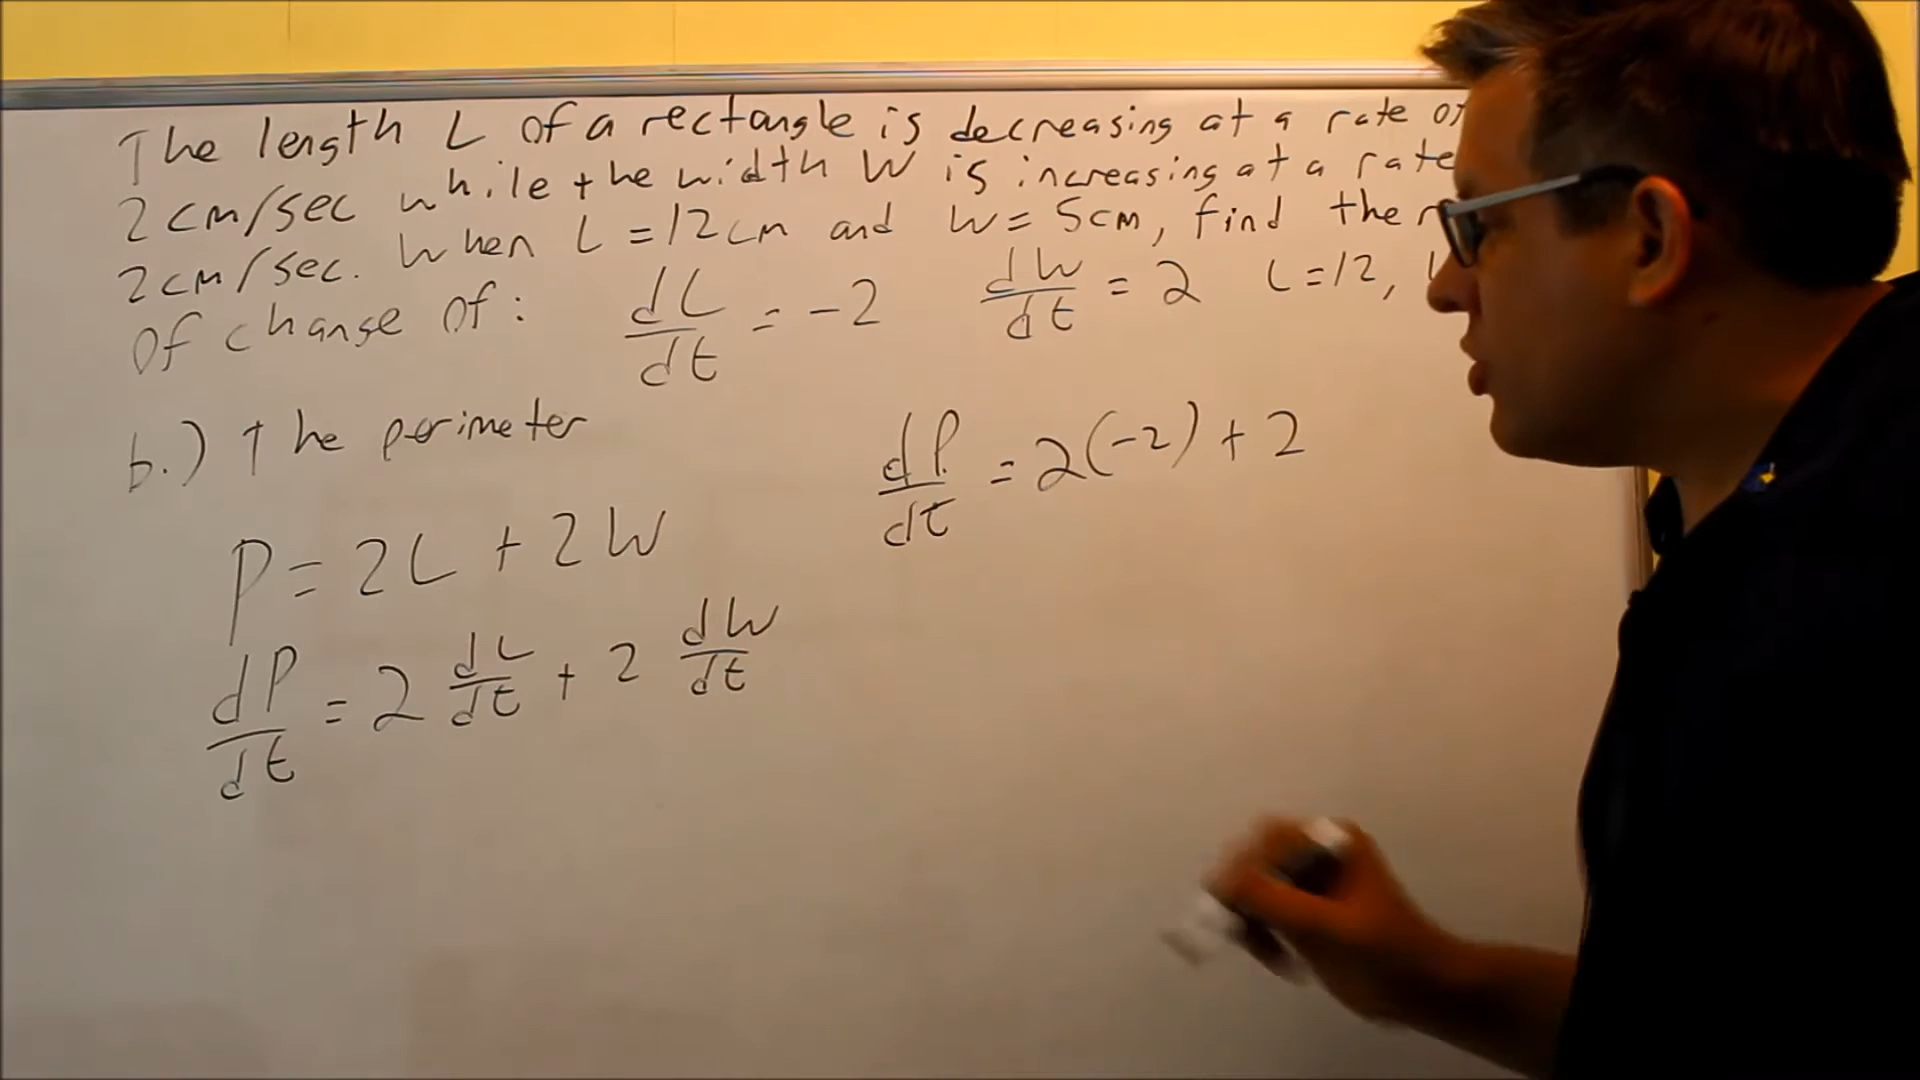 The length L of a rectangle is decreasing at a rate of
2cm/sec while the width W is increasing at a rate
2cm/sec. When L=12cm and W=5cm, find the
of change of: dL/dt = -2 dW/dt = 2 L=12,
b.) The perimeter
dP/dt = 2(-2) + 2
P = 2L + 2W
dP/dt = 2 dL/dt + 2 dW/dt